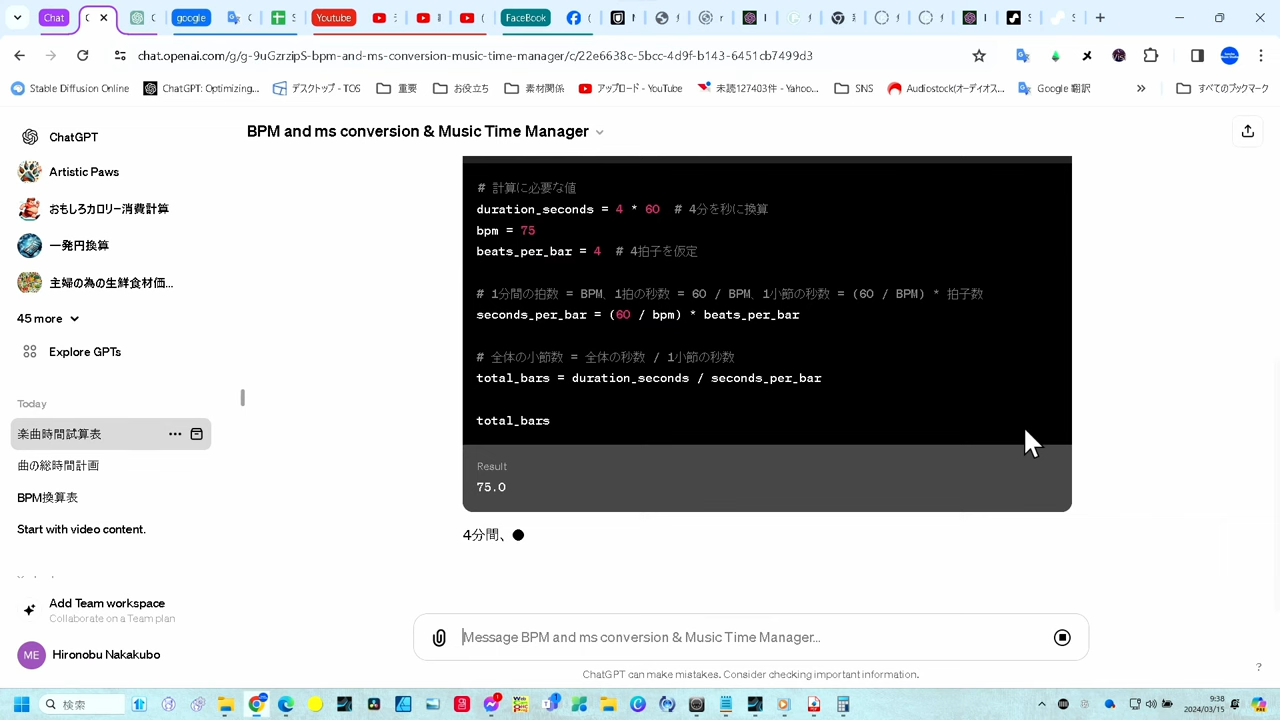 Chat
google
Youtube
FaceBook
chat.openai.com/g/g-9uGzrzipS-bpm-and-ms-conversion-music-time-manager/c/22e6638c-5bcc-4d9f-b143-6451cb7499d3
Stable Diffusion Online ChatGPT: Optimizing... デスクトップ - TOS 重要 お役立ち 素材関係 アップロード - YouTube 未読127403件 - Yahoo... SNS Audiostock(オーディオス... Google 翻訳 » すべてのブックマーク
ChatGPT
Artistic Paws
おもしろカロリー消費計算
一発円換算
主婦の為の生鮮食材価...
45 more
Explore GPTs
Today
楽曲時間試算表
曲の総時間計画
BPM換算表
Start with video content.
Add Team workspace
Collaborate on a Team plan
ME Hironobu Nakakubo
BPM and ms conversion & Music Time Manager
# 計算に必要な値
duration_seconds = 4 * 60 # 4分を秒に換算
bpm = 75
beats_per_bar = 4 # 4拍子を仮定
# 1分間の拍数 = BPM、1拍の秒数 = 60 / BPM、1小節の秒数 = (60 / BPM) * 拍子数
seconds_per_bar = (60 / bpm) * beats_per_bar
# 全体の小節数 = 全体の秒数 / 1小節の秒数
total_bars = duration_seconds / seconds_per_bar
total_bars
Result
75.0
4分間、
Message BPM and ms conversion & Music Time Manager...
ChatGPT can make mistakes. Consider checking important information.
?
検索
2024/03/15